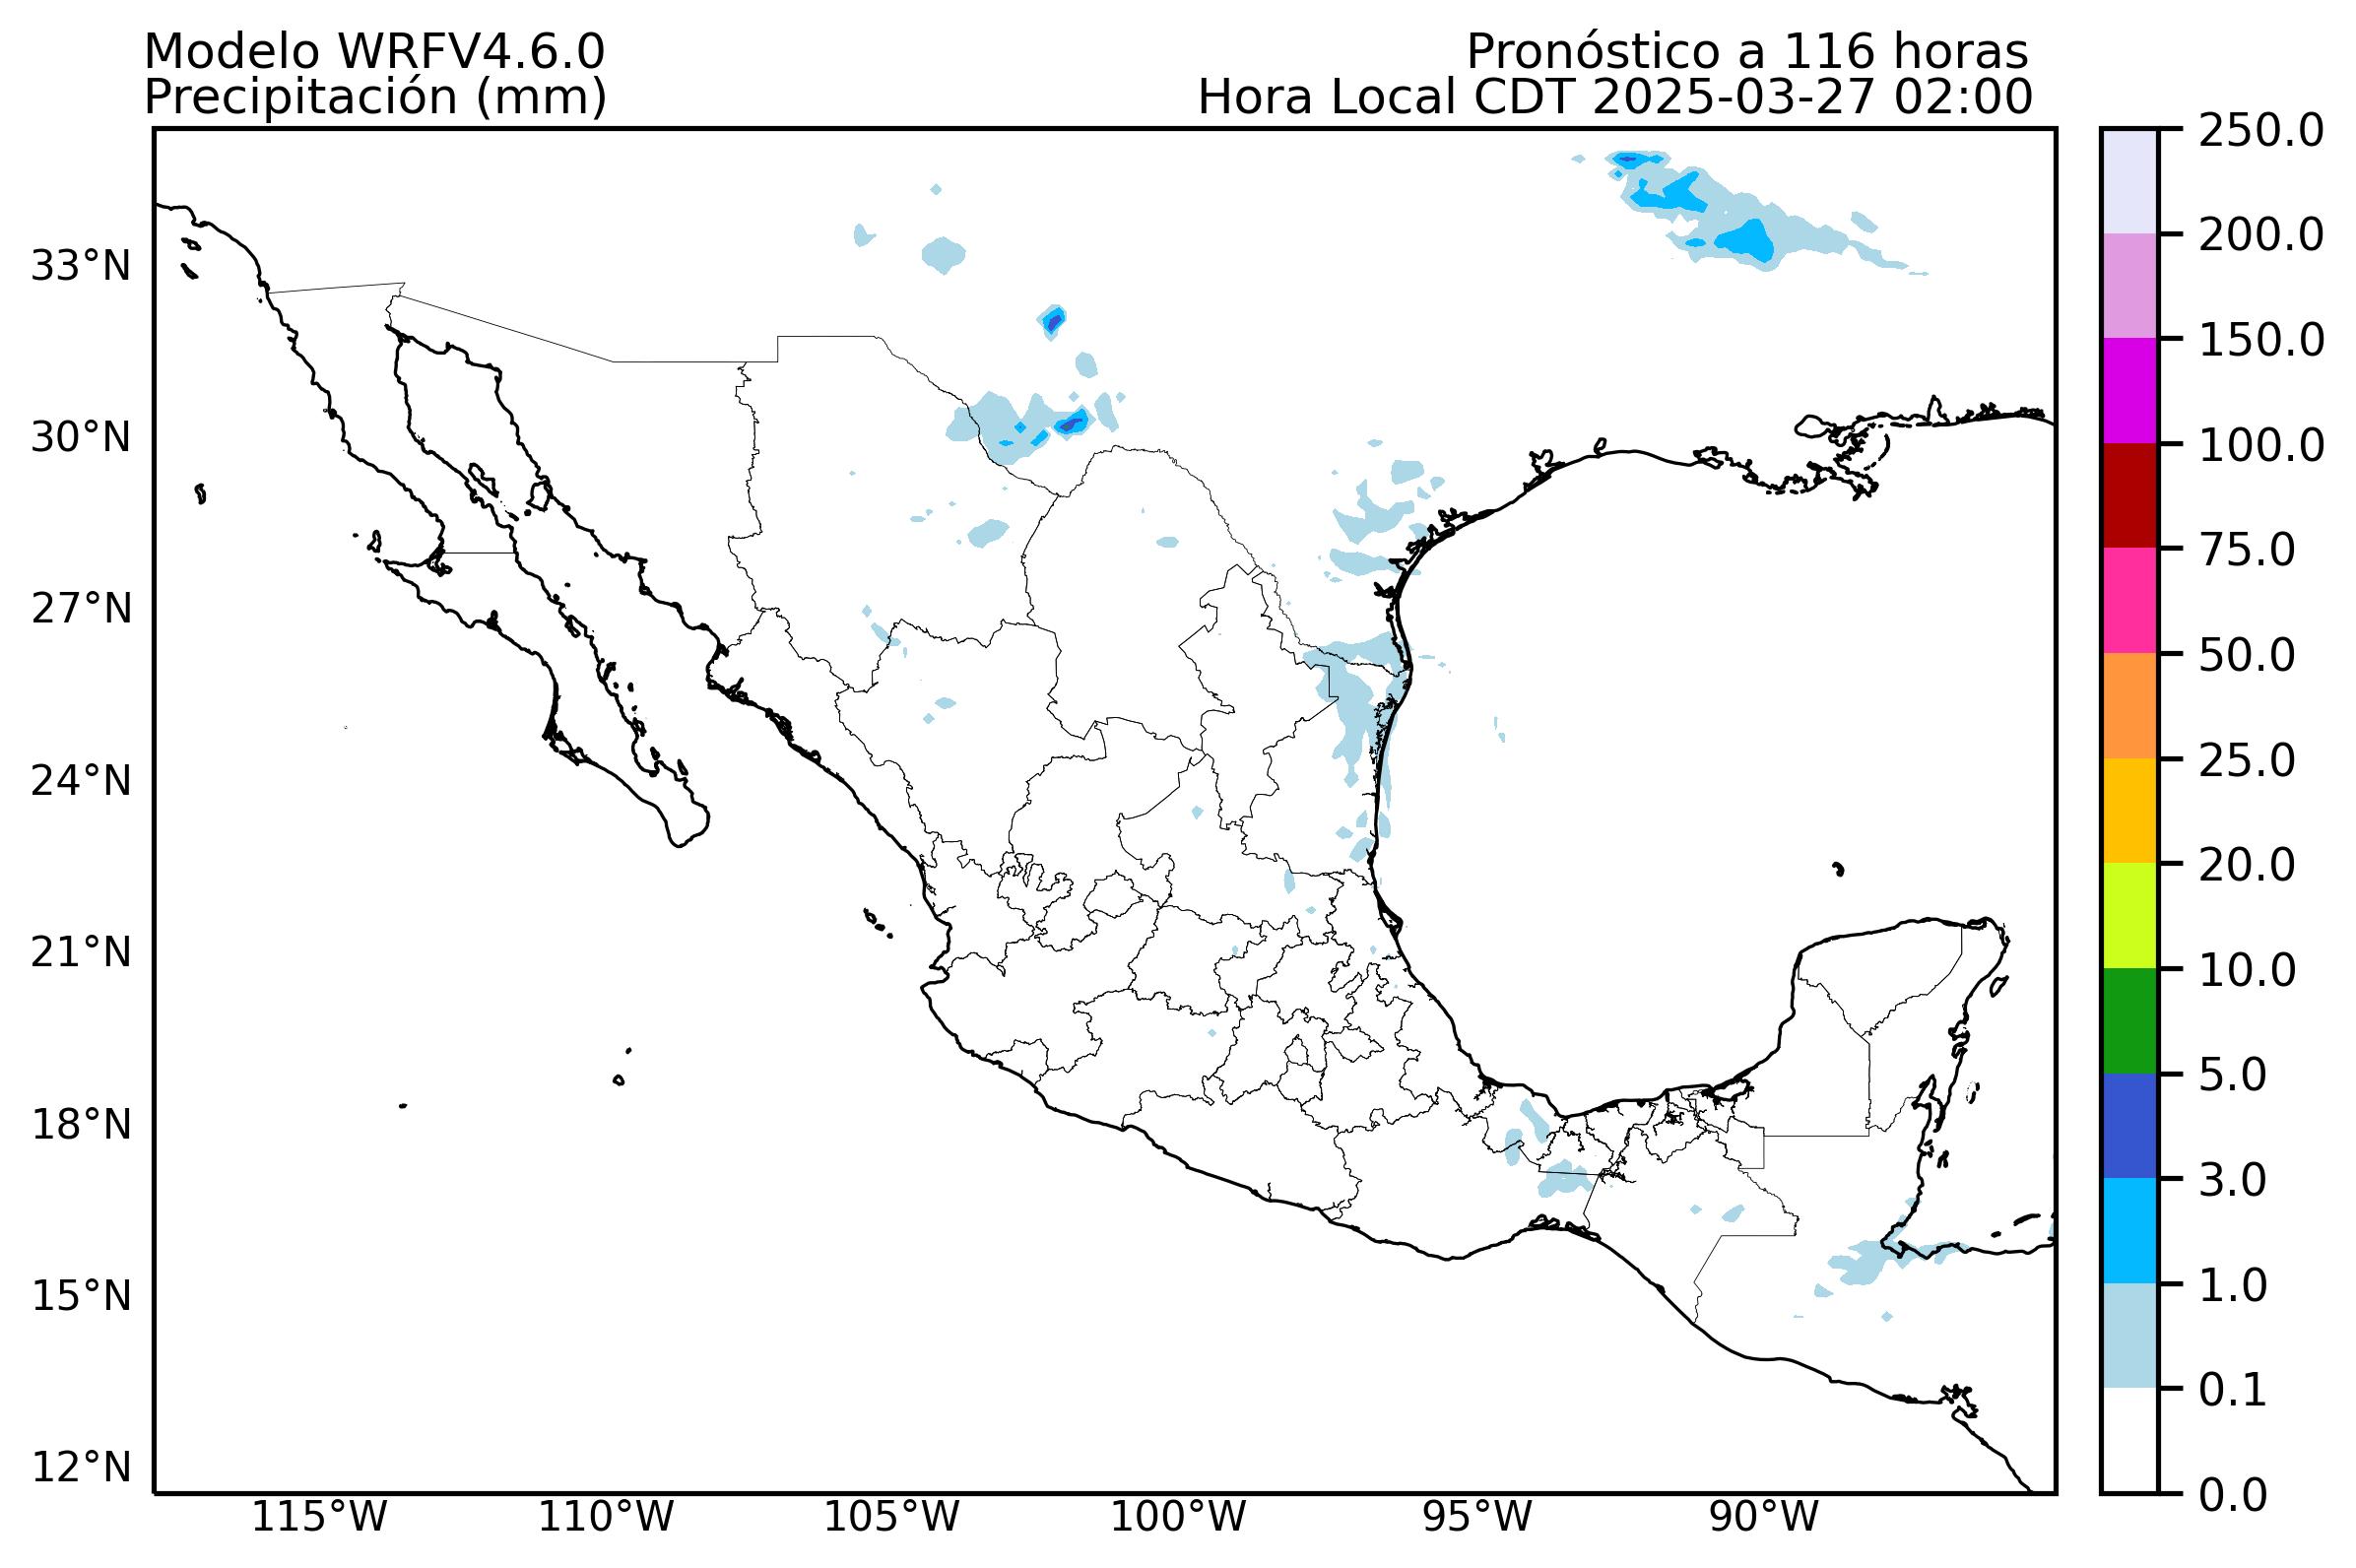 Modelo WRFV4.6.0
Precipitación (mm)
Pronóstico a 116 horas
Hora Local CDT 2025-03-27 02:00
33°N
30°N
27°N
24°N
21°N
18°N
15°N
12°N
115°W
110°W
105°W
100°W
95°W
90°W
250.0
200.0
150.0
100.0
75.0
50.0
25.0
20.0
10.0
5.0
3.0
1.0
0.1
0.0